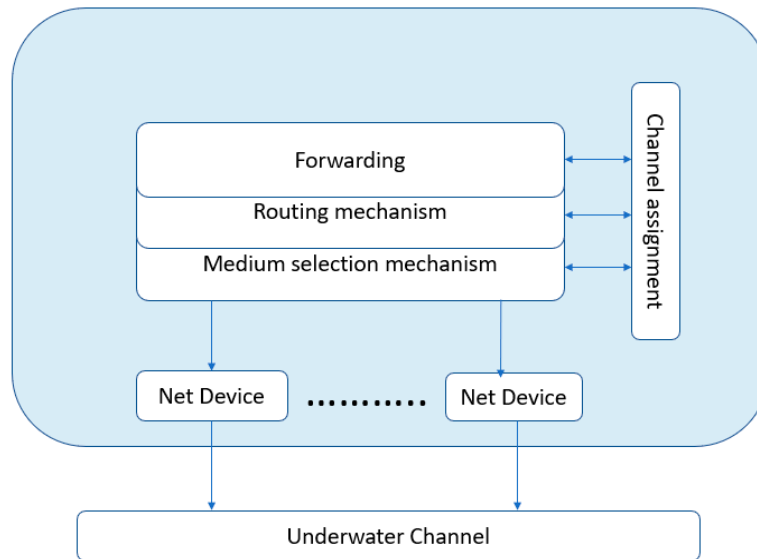 Forwarding
Routing mechanism
Medium selection mechanism
Channel assignment
Net Device
...........
Net Device
Underwater Channel